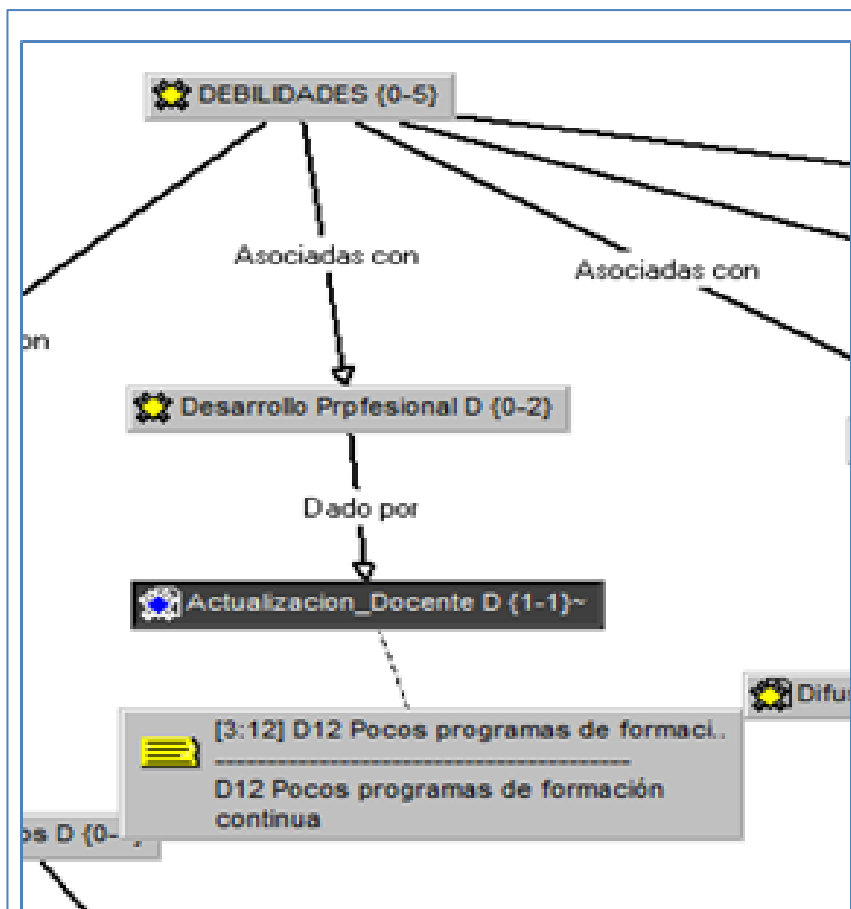 DEBILIDADES {0-5}
Asociadas con
Asociadas con
on
Desarrollo Prpfesional D {0-2}
Dado por
Actualizacion_Docente D {1-1}~
Difus
[3:12] D12 Pocos programas de formaci..
D12 Pocos programas de formación
continua
os D {0-